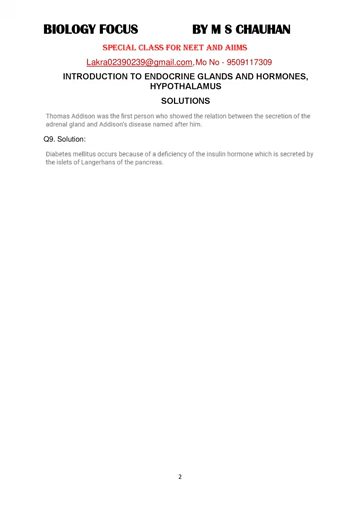 BIOLOGY FOCUS BY M S CHAUHAN
SPECIAL CLASS FOR NEET AND AIIMS
Lakra02390239@gmail.com, Mo No - 9509117309
INTRODUCTION TO ENDOCRINE GLANDS AND HORMONES,
HYPOTHALAMUS
SOLUTIONS
Thomas Addison was the first person who showed the relation between the secretion of the
adrenal gland and Addison's disease named after him.
Q9. Solution:
Diabetes mellitus occurs because of a deficiency of the insulin hormone which is secreted by
the islets of Langerhans of the pancreas.
2